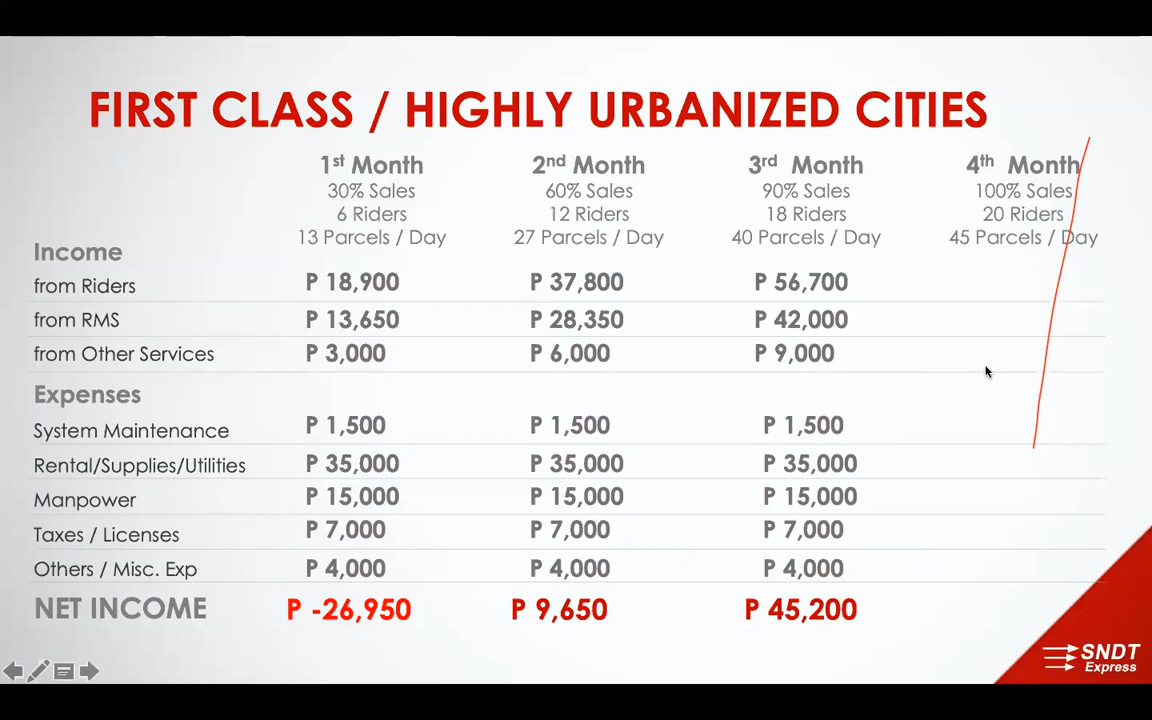 FIRST CLASS / HIGHLY URBANIZED CITIES
1st Month 2nd Month 3rd Month 4th Month
30% Sales 60% Sales 90% Sales 100% Sales
6 Riders 12 Riders 18 Riders 20 Riders
13 Parcels / Day 27 Parcels / Day 40 Parcels / Day 45 Parcels / Day
Income
from Riders P 18,900 P 37,800 P 56,700
from RMS P 13,650 P 28,350 P 42,000
from Other Services P 3,000 P 6,000 P 9,000
Expenses
System Maintenance P 1,500 P 1,500 P 1,500
Rental/Supplies/Utilities P 35,000 P 35,000 P 35,000
Manpower P 15,000 P 15,000 P 15,000
Taxes / Licenses P 7,000 P 7,000 P 7,000
Others / Misc. Exp P 4,000 P 4,000 P 4,000
NET INCOME P -26,950 P 9,650 P 45,200
SNDT
Express